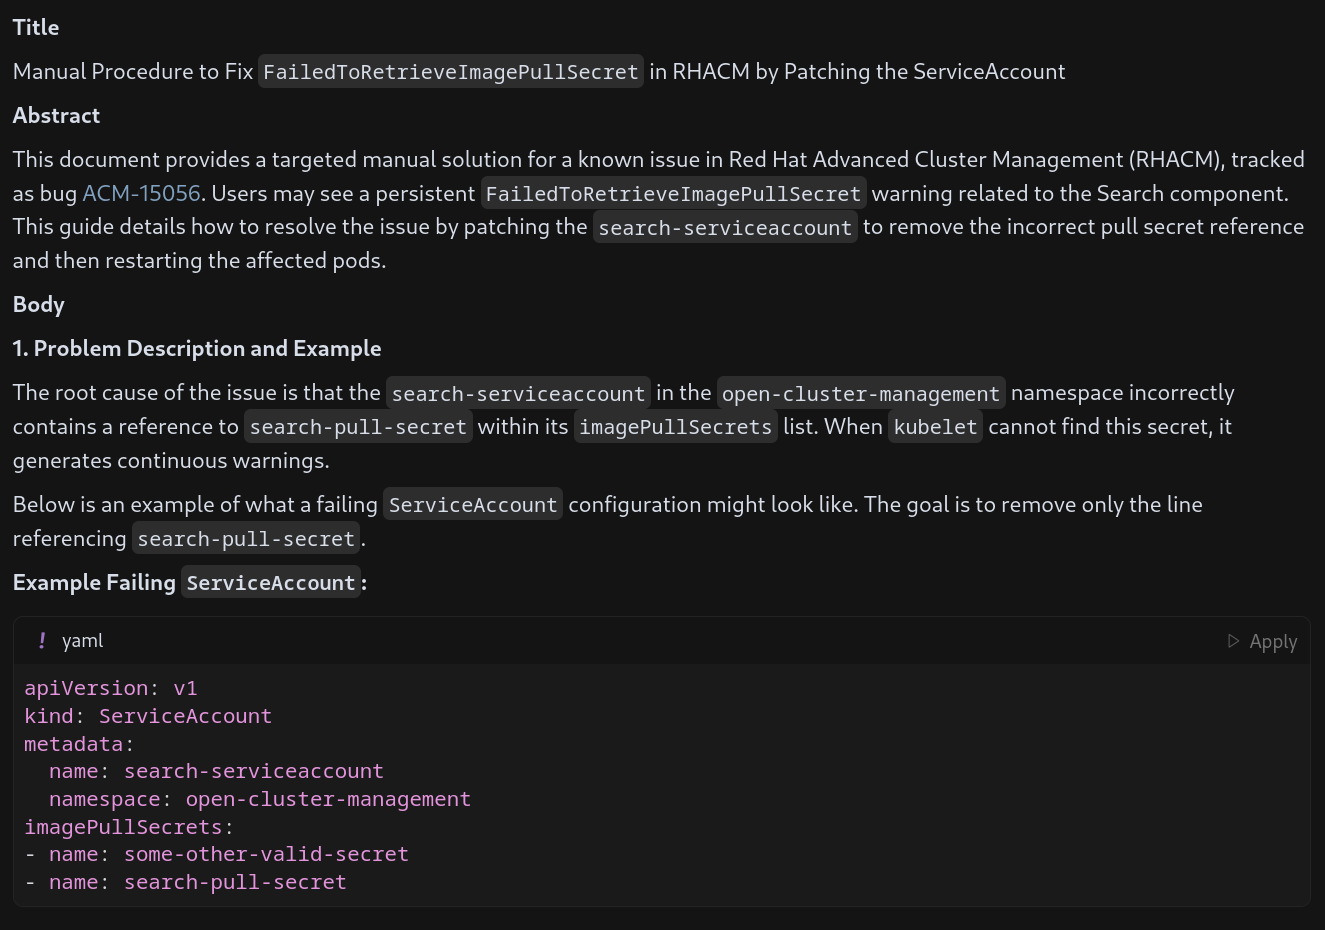 Title
Manual Procedure to Fix FailedToRetrieveImagePullSecret in RHACM by Patching the ServiceAccount
Abstract
This document provides a targeted manual solution for a known issue in Red Hat Advanced Cluster Management (RHACM), tracked
as bug ACM-15056. Users may see a persistent FailedToRetrieveImagePullSecret warning related to the Search component.
This guide details how to resolve the issue by patching the search-serviceaccount to remove the incorrect pull secret reference
and then restarting the affected pods.
Body
1. Problem Description and Example
The root cause of the issue is that the search-serviceaccount in the open-cluster-management namespace incorrectly
contains a reference to search-pull-secret within its imagePullSecrets list. When kubelet cannot find this secret, it
generates continuous warnings.
Below is an example of what a failing ServiceAccount configuration might look like. The goal is to remove only the line
referencing search-pull-secret.
Example Failing ServiceAccount:
! yaml
Apply
apiVersion: v1
kind: ServiceAccount
metadata:
  name: search-serviceaccount
  namespace: open-cluster-management
imagePullSecrets:
- name: some-other-valid-secret
- name: search-pull-secret